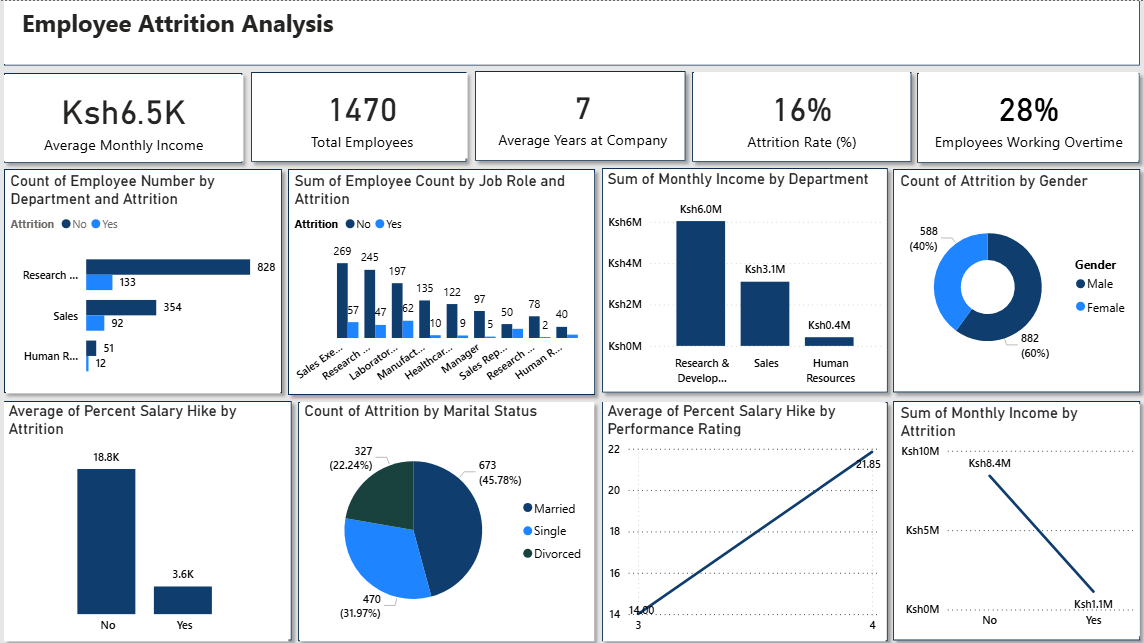 Employee Attrition Analysis
Ksh6.5K
Average Monthly Income
1470
Total Employees
7
Average Years at Company
16%
Attrition Rate (%)
28%
Employees Working Overtime
Count of Employee Number by
Department and Attrition
Attrition No Yes
Research ...
828
133
Sales
354
92
Human R...
51
12
Sum of Employee Count by Job Role and
Attrition
Attrition No Yes
269
57
245
47
197
62
135
10
122
9
97
5
50
78
2
40
Sales Exe...
Research ...
Laborator...
Manufact...
Healthcar...
Manager
Sales Rep...
Research ...
Human R...
Sum of Monthly Income by Department
Ksh6M
Ksh4M
Ksh2M
Ksh0M
Ksh6.0M
Ksh3.1M
Ksh0.4M
Research &
Develop...
Sales
Human
Resources
Count of Attrition by Gender
588
(40%)
882
(60%)
Gender
Male
Female
Average of Percent Salary Hike by
Attrition
18.8K
3.6K
No
Yes
Count of Attrition by Marital Status
327
(22.24%)
673
(45.78%)
470
(31.97%)
Married
Single
Divorced
Average of Percent Salary Hike by
Performance Rating
22
20
18
16
14
14.00
21.85
3
4
Sum of Monthly Income by
Attrition
Ksh10M
Ksh5M
Ksh0M
Ksh8.4M
Ksh1.1M
No
Yes